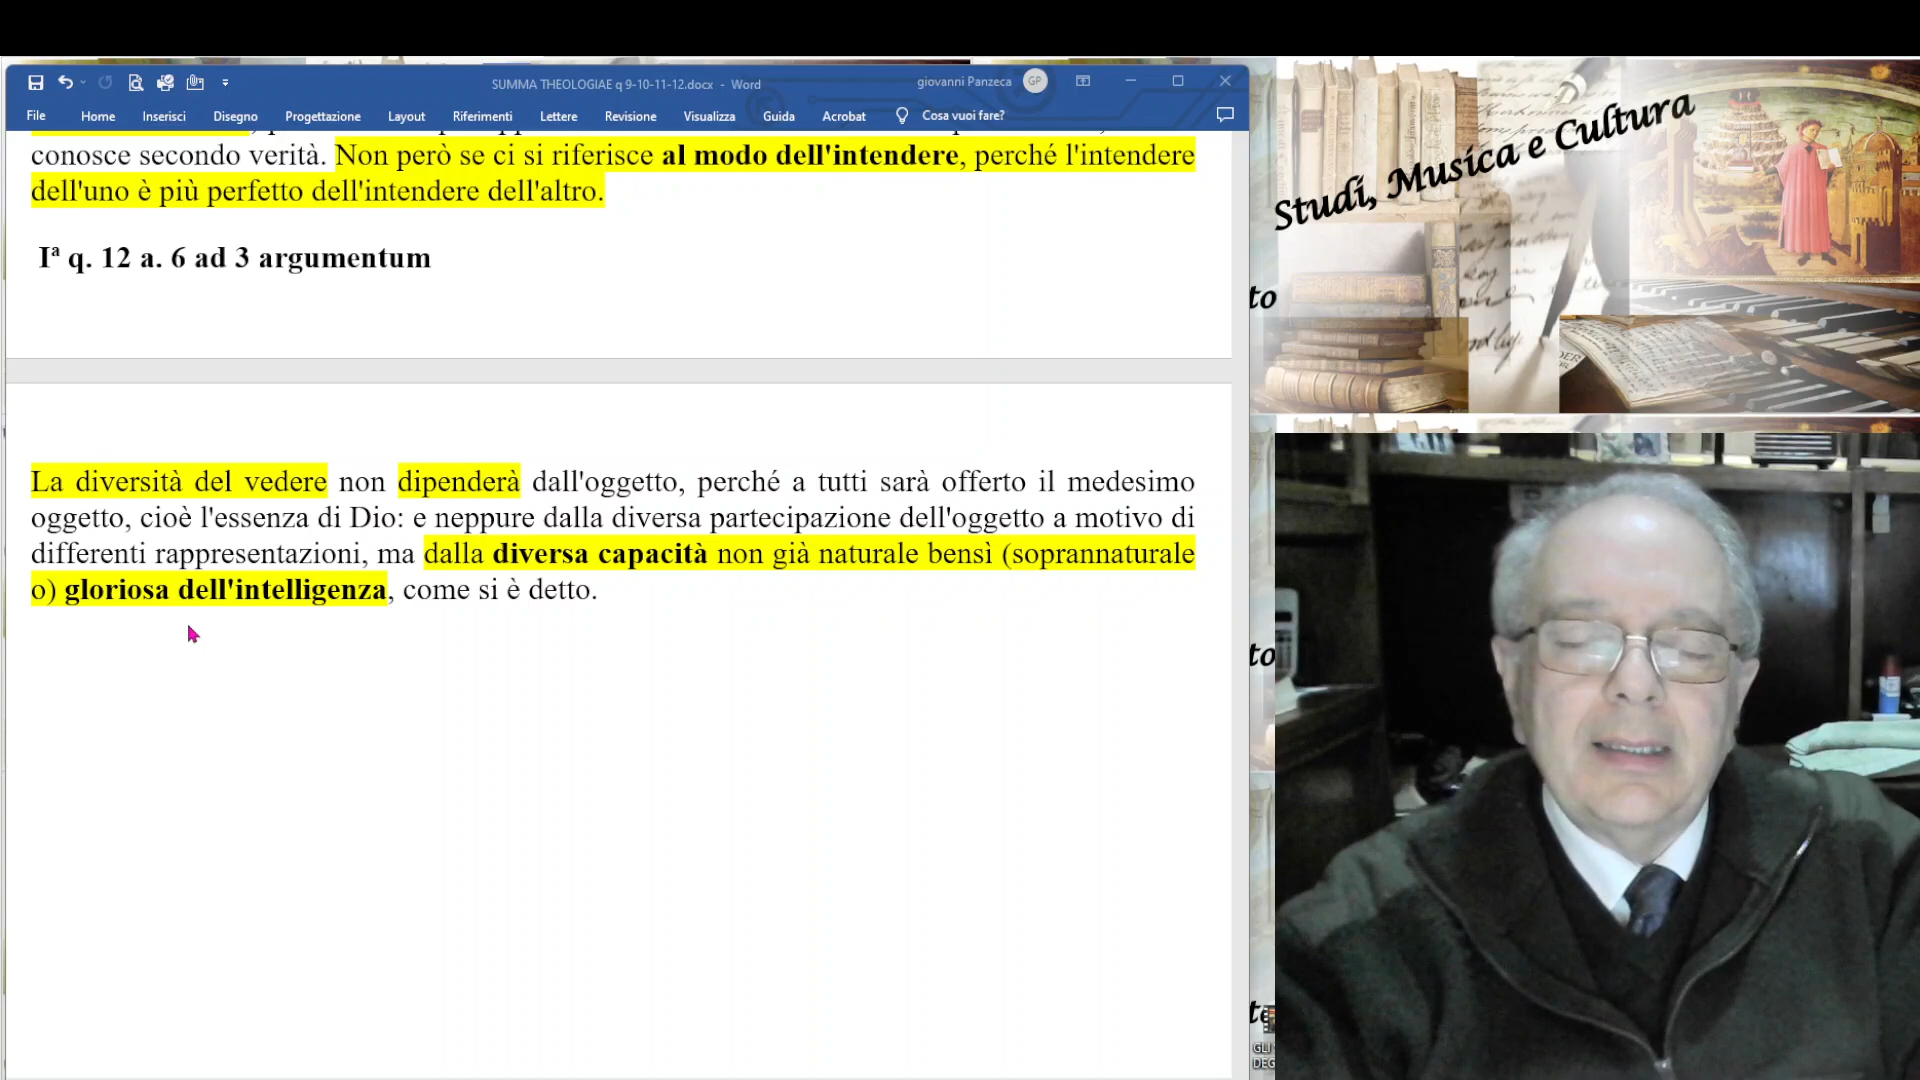 SUMMA THEOLOGIAE q 9-10-11-12.docx - Word
giovanni Panzeca GP
File Home Inserisci Disegno Progettazione Layout Riferimenti Lettere Revisione Visualizza Guida Acrobat Cosa vuoi fare?
conosce secondo verità. Non però se ci si riferisce al modo dell'intendere, perché l'intendere
dell'uno è più perfetto dell'intendere dell'altro.
Iª q. 12 a. 6 ad 3 argumentum
La diversità del vedere non dipenderà dall'oggetto, perché a tutti sarà offerto il medesimo
oggetto, cioè l'essenza di Dio: e neppure dalla diversa partecipazione dell'oggetto a motivo di
differenti rappresentazioni, ma dalla diversa capacità non già naturale bensì (soprannaturale
o) gloriosa dell'intelligenza, come si è detto.
Studi, Musica e Cultura
to
to
GLI
DEG